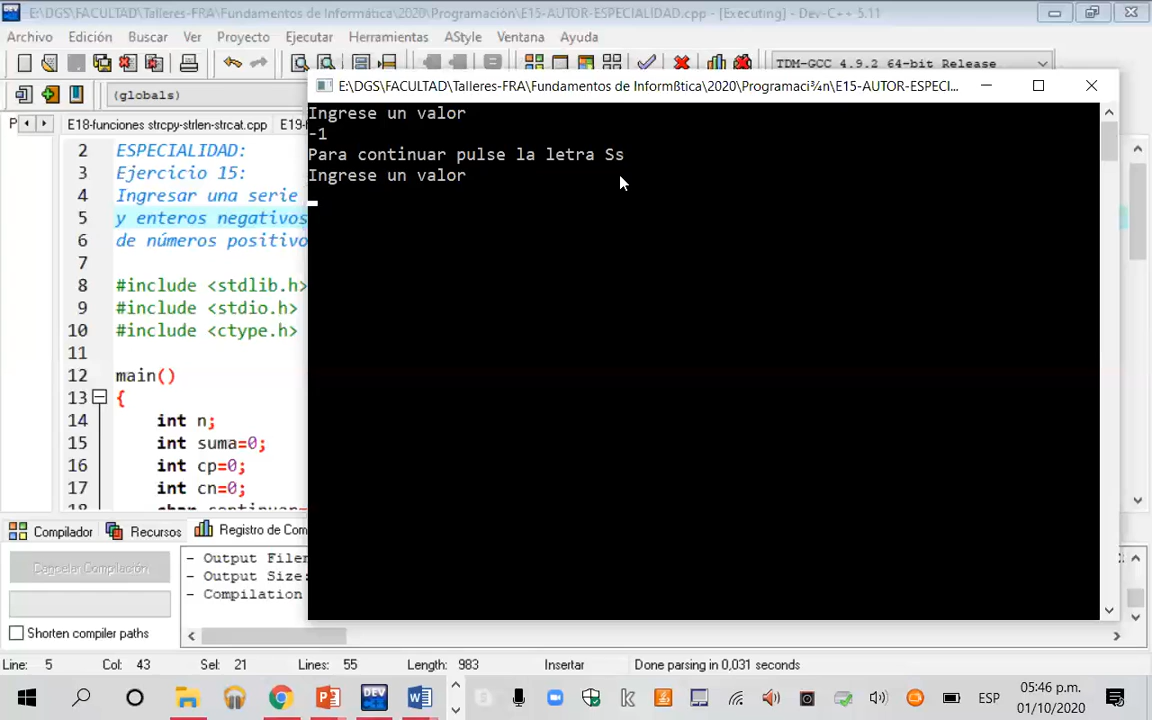 E:\DGS\FACULTAD\Talleres-FRA\Fundamentos de Informática\2020\Programación\E15-AUTOR-ESPECIALIDAD.cpp - [Executing] - Dev-C++ 5.11
Archivo Edición Buscar Ver Proyecto Ejecutar Herramientas AStyle Ventana Ayuda
TDM-GCC 4.9.2 64-bit Release
(globals)
E:\DGS\FACULTAD\Talleres-FRA\Fundamentos de Informßtica\2020\Programaci¾n\E15-AUTOR-ESPECI...
P E18-funciones strcpy-strlen-strcat.cpp E19-
Ingrese un valor
-1
Para continuar pulse la letra Ss
Ingrese un valor
2 ESPECIALIDAD:
3 Ejercicio 15:
4 Ingresar una serie
5 y enteros negativos
6 de números positivo
7
8 #include <stdlib.h>
9 #include <stdio.h>
10 #include <ctype.h>
11
12 main()
13 {
14 int n;
15 int suma=0;
16 int cp=0;
17 int cn=0;
18 char continuar=
Compilador Recursos Registro de Com
- Output Filen
- Output Size:
- Compilation
Shorten compiler paths
Line: 5 Col: 43 Sel: 21 Lines: 55 Length: 983 Insertar Done parsing in 0,031 seconds
DEV
ESP
05:46 p.m.
01/10/2020